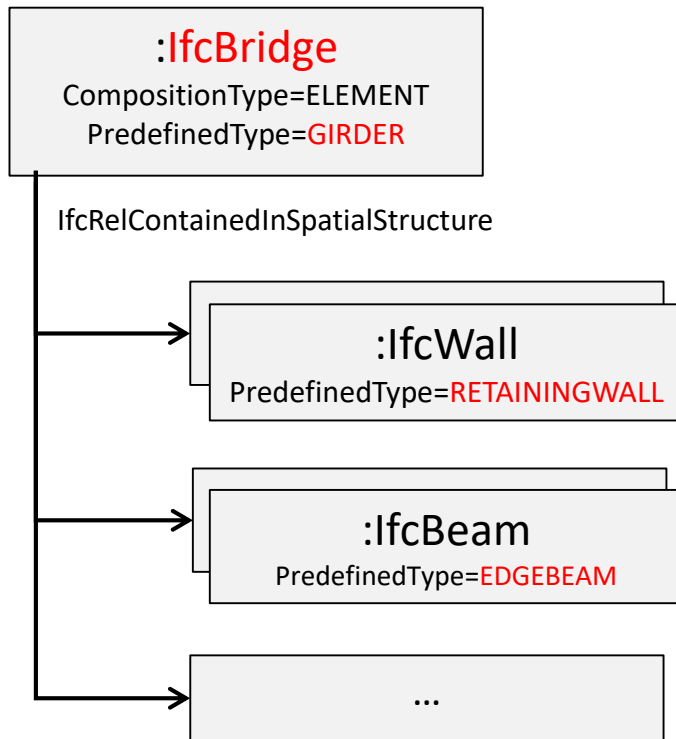 :IfcBridge
CompositionType=ELEMENT
PredefinedType=GIRDER
IfcRelContainedInSpatialStructure
:IfcWall
PredefinedType=RETAININGWALL
:IfcBeam
PredefinedType=EDGEBEAM
...